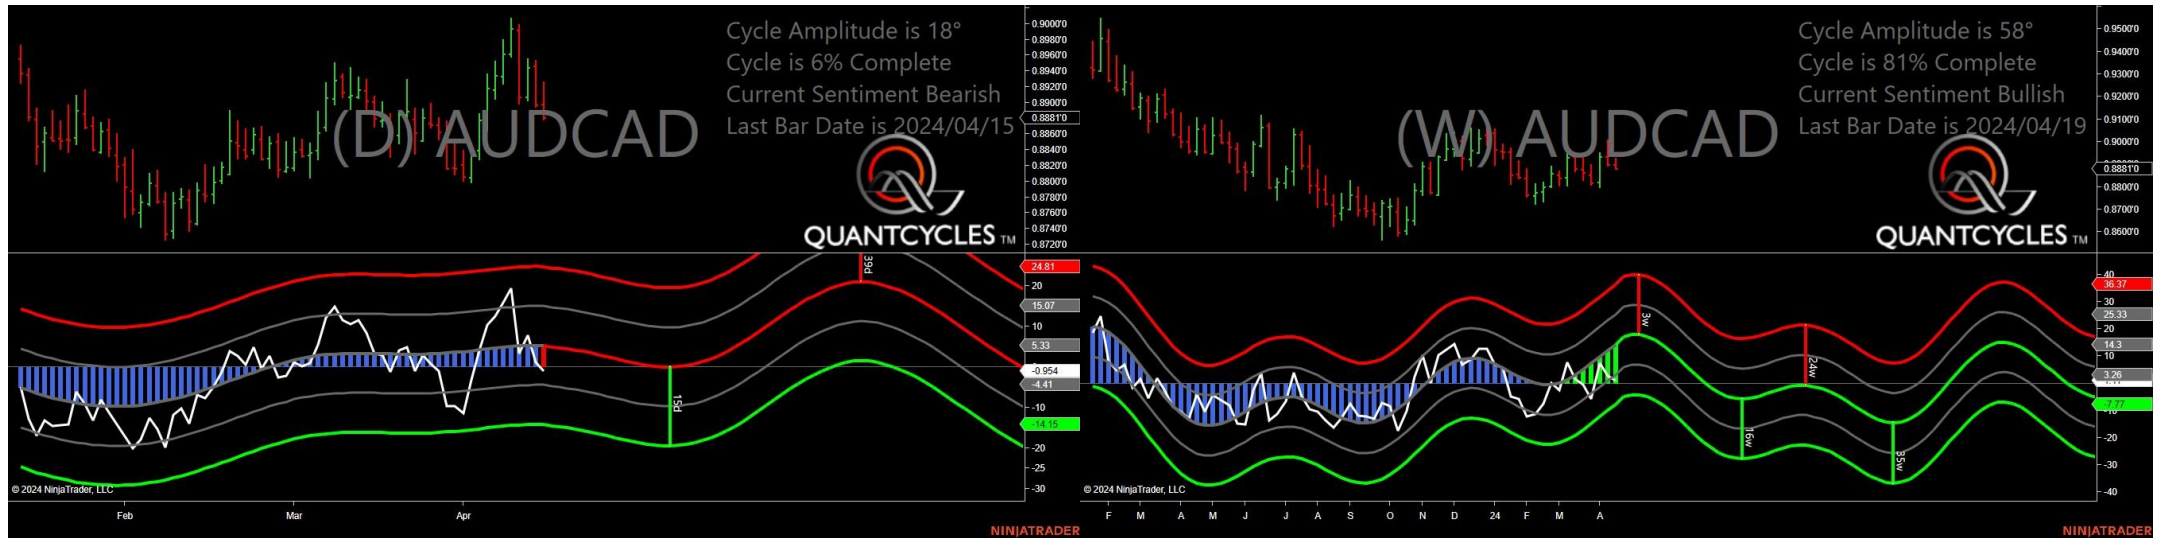 (D) AUDCAD
Cycle Amplitude is 18°
Cycle is 6% Complete
Current Sentiment Bearish
Last Bar Date is 2024/04/15
QUANTCYCLES TM
0.9000'0
0.8980'0
0.8960'0
0.8940'0
0.8920'0
0.8900'0
0.8881'0
0.8860'0
0.8840'0
0.8820'0
0.8800'0
0.8780'0
0.8760'0
0.8740'0
0.8720'0
39d
15d
24.81
20
15.07
10
5.33
-0.954
-4.41
-10
-14.15
-20
-25
-30
© 2024 NinjaTrader, LLC
Feb Mar Apr
NINJATRADER
(W) AUDCAD
Cycle Amplitude is 58°
Cycle is 81% Complete
Current Sentiment Bullish
Last Bar Date is 2024/04/19
QUANTCYCLES TM
0.9500'0
0.9400'0
0.9300'0
0.9200'0
0.9100'0
0.9000'0
0.8881'0
0.8800'0
0.8700'0
0.8600'0
3w
24w
16w
35w
40
36.37
30
25.33
20
14.3
10
3.26
-7.77
-20
-30
-40
© 2024 NinjaTrader, LLC
F M A M J J A S O N D 24 F M A
NINJATRADER